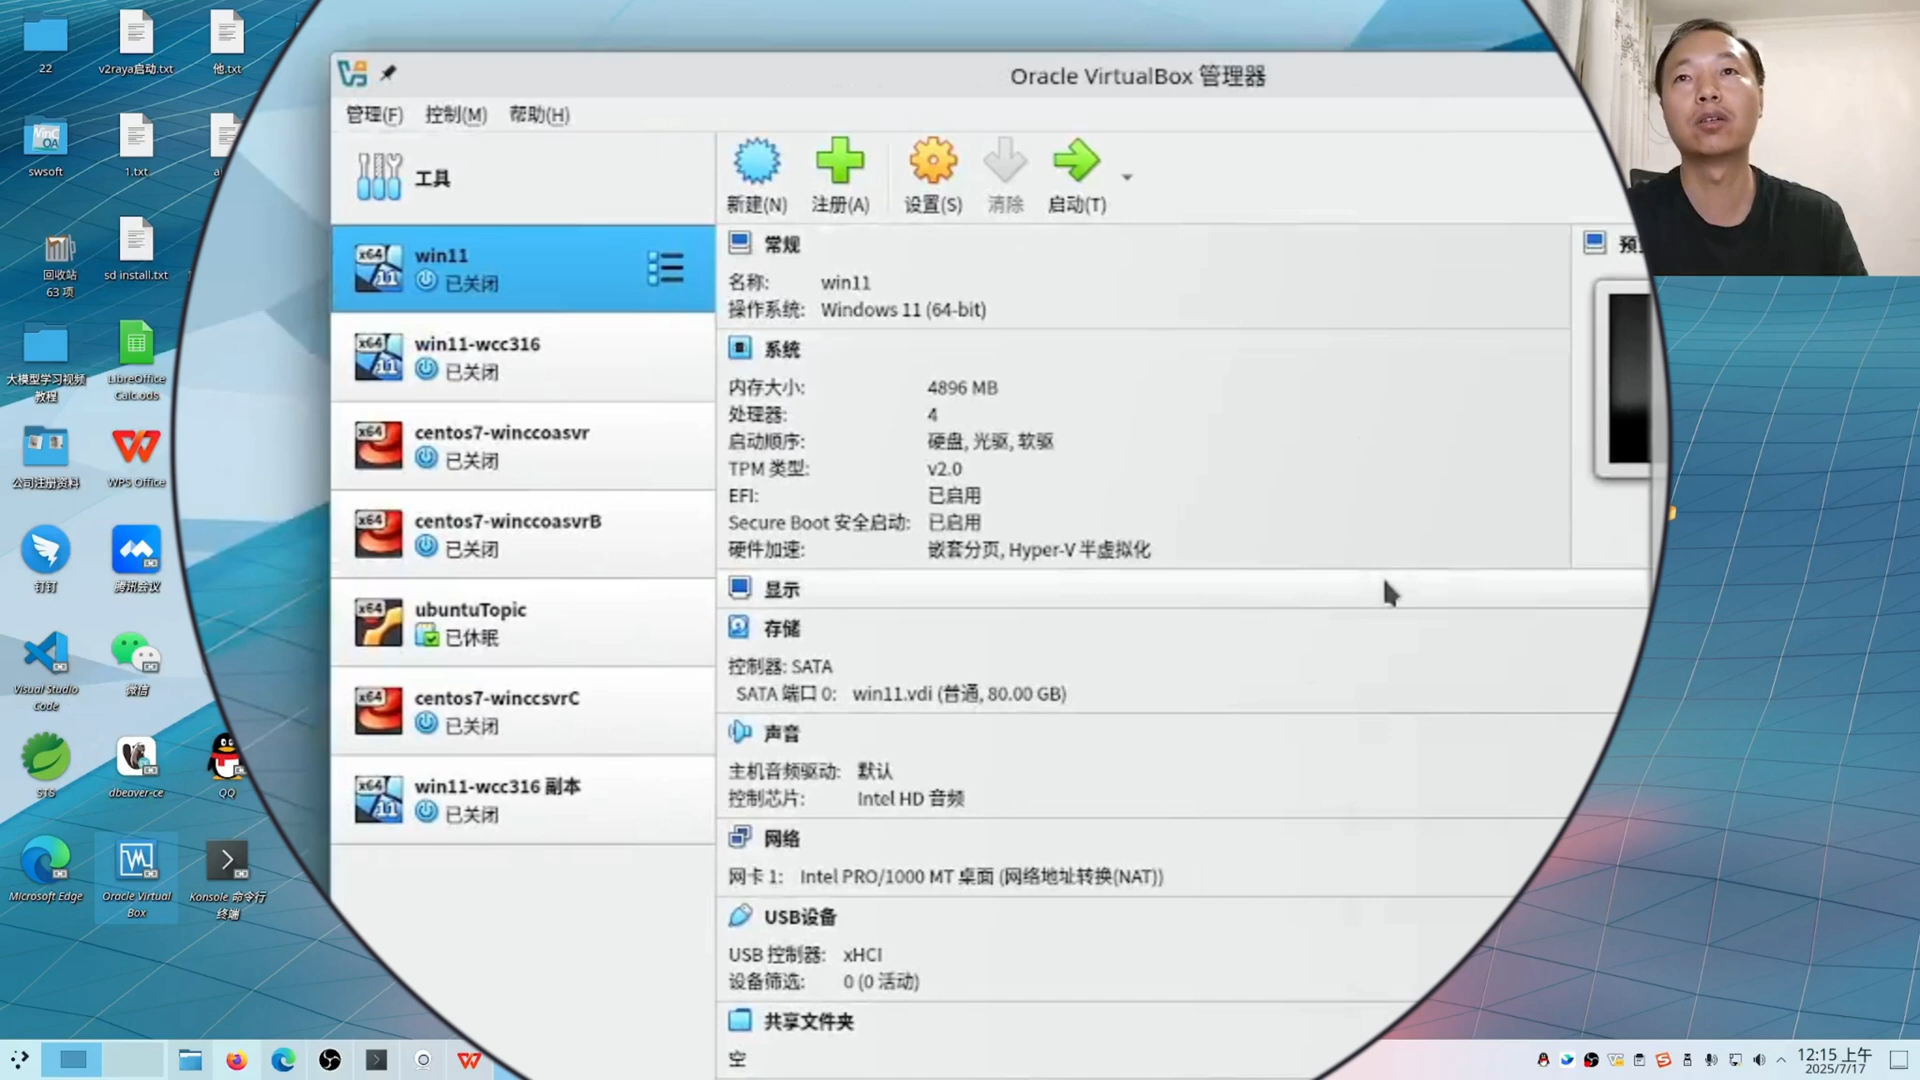 22
v2raya启动.txt
他.txt
swsoft
1.txt
回收站
63 项
sd install.txt
大模型学习视频
教程
LibreOffice
Calc.ods
公司注册资料
WPS Office
钉钉
腾讯会议
Visual Studio
Code
微信
STS
dbeaver-ce
QQ
Microsoft Edge
Oracle Virtual
Box
Konsole 命令行
终端
Oracle VirtualBox 管理器
管理(F) 控制(M) 帮助(H)
工具
新建(N) 注册(A) 设置(S) 清除 启动(T)
win11
已关闭
win11-wcc316
已关闭
centos7-winccoasvr
已关闭
centos7-winccoasvrB
已关闭
ubuntuTopic
已休眠
centos7-winccsvrC
已关闭
win11-wcc316 副本
已关闭
常规
名称: win11
操作系统: Windows 11 (64-bit)
系统
内存大小: 4896 MB
处理器: 4
启动顺序: 硬盘, 光驱, 软驱
TPM 类型: v2.0
EFI: 已启用
Secure Boot 安全启动: 已启用
硬件加速: 嵌套分页, Hyper-V 半虚拟化
显示
存储
控制器: SATA
SATA 端口 0: win11.vdi (普通, 80.00 GB)
声音
主机音频驱动: 默认
控制芯片: Intel HD 音频
网络
网卡 1: Intel PRO/1000 MT 桌面 (网络地址转换(NAT))
USB设备
USB 控制器: xHCI
设备筛选: 0 (0 活动)
共享文件夹
空
12:15 上午
2025/7/17